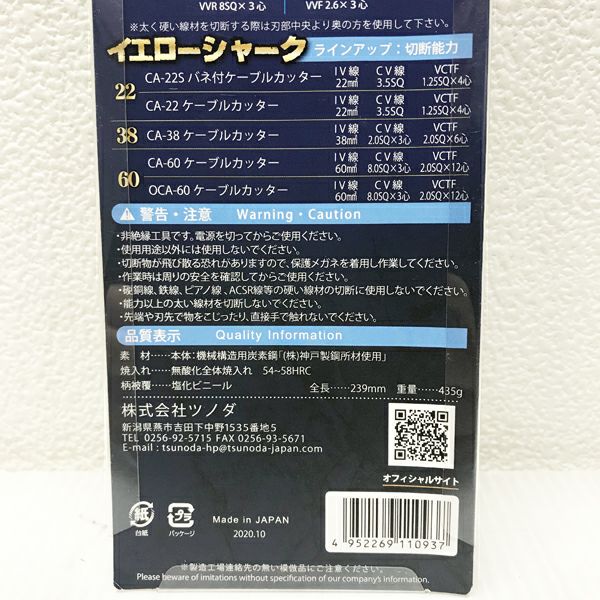 VVR 8SQ×3心 VVF 2.6×3心
※太く硬い線材を切断する際は刃部中央より奥の方を使用して下さい。
イエローシャーク ラインアップ:切断能力
22
CA-22S バネ付ケーブルカッター IV線 22㎟ CV線 3.5SQ VCTF 1.25SQ×4心
CA-22 ケーブルカッター IV線 22㎟ CV線 3.5SQ VCTF 1.25SQ×4心
38 CA-38 ケーブルカッター IV線 38㎟ CV線 2.0SQ×3心 VCTF 2.0SQ×6心
60
CA-60 ケーブルカッター IV線 60㎟ CV線 8.0SQ×3心 VCTF 2.0SQ×12心
OCA-60 ケーブルカッター IV線 60㎟ CV線 8.0SQ×3心 VCTF 2.0SQ×12心
警告・注意 Warning・Caution
・非絶縁工具です。電源を切ってからご使用ください。
・使用用途以外には使用しないでください。
・切断物が飛び散る恐れがありますので、保護メガネを着用し作業してください。
・作業時は周りの安全を確認してからご使用ください。
・硬銅線、鉄線、ピアノ線、ACSR線等の硬い線材の切断に使用しないでください。
・能力以上の太い線材を切断しないでください。
・先端や刃先で物をこじったり、直接手で触れないでください。
品質表示 Quality Information
素 材……本体:機械構造用炭素鋼「(株)神戸製鋼所材使用」
焼入れ……無酸化全体焼入れ 54~58HRC
柄被覆……塩化ビニール 全長……239mm 重量……435g
株式会社ツノダ
新潟県燕市吉田下中野1535番地5
TEL 0256-92-5715 FAX 0256-93-5671
E-mail : tsunoda-hp@tsunoda-japan.com
オフィシャルサイト
紙
台紙
プラ
パッケージ
Made in JAPAN
2020.10
4 952269 110937
※製造工場連絡先の無い模倣品にご注意ください。
Please beware of imitations without specification of our company's information.